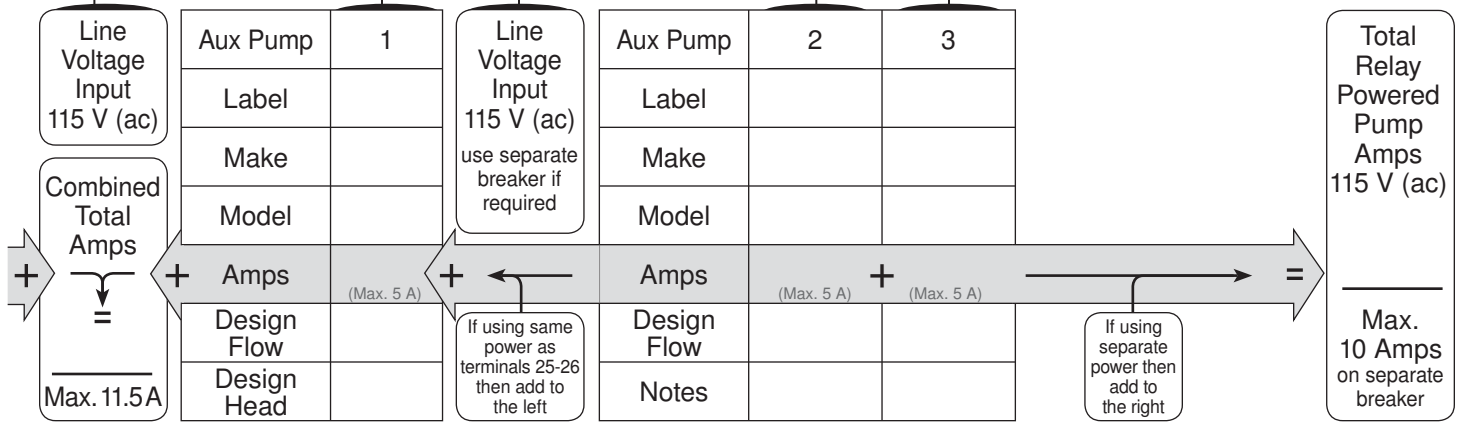 Line
Voltage
Input
115 V (ac)
Combined
Total
Amps
+
=
Max. 11.5 A
Aux Pump 1
Label
Make
Model
+ Amps (Max. 5 A)
Design
Flow
Design
Head
Line
Voltage
Input
115 V (ac)
use separate
breaker if
required
+
If using same
power as
terminals 25-26
then add to
the left
Aux Pump 2 3
Label
Make
Model
Amps (Max. 5 A) + (Max. 5 A)
Design
Flow
Notes
=
If using
separate
power then
add to
the right
Total
Relay
Powered
Pump
Amps
115 V (ac)
Max.
10 Amps
on separate
breaker